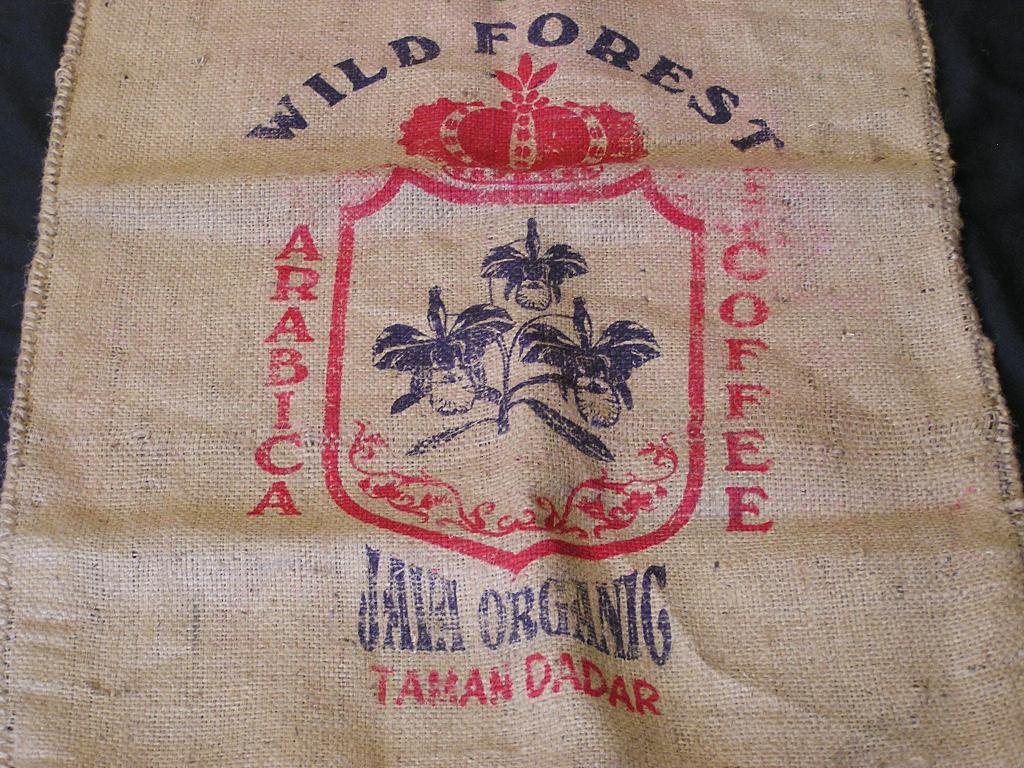 WILD FOREST
ARABICA
COFFEE
JAVA ORGANIC
TAMAN DADAR